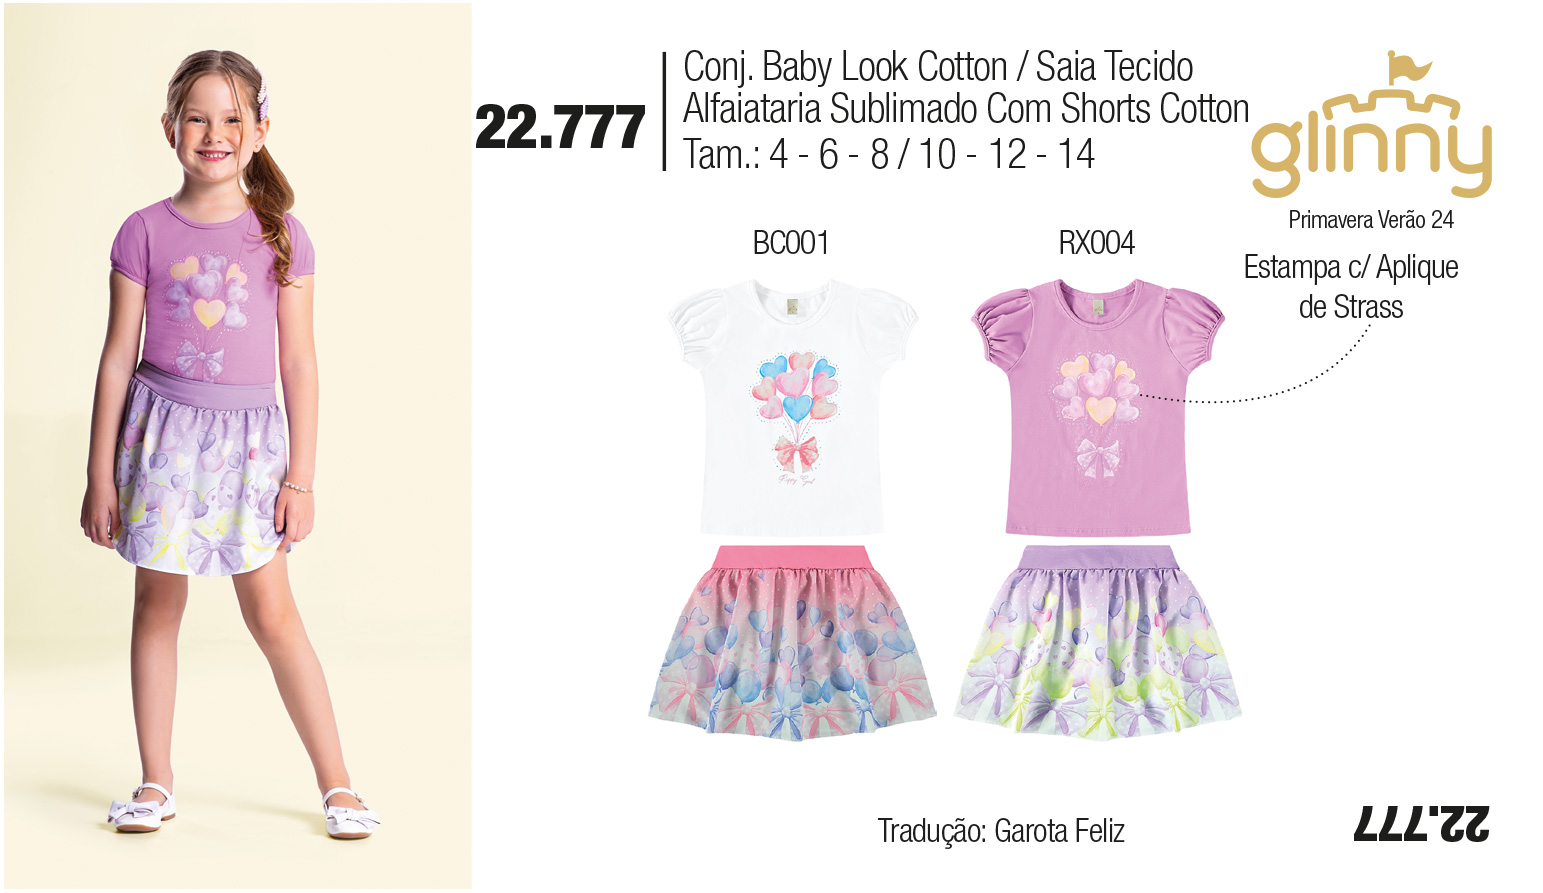 22.777
Conj. Baby Look Cotton / Saia Tecido
Alfaiataria Sublimado Com Shorts Cotton
Tam.: 4 - 6 - 8 / 10 - 12 - 14
glinny
Primavera Verão 24
BC001
RX004
Estampa c/ Aplique
de Strass
Tradução: Garota Feliz
22.777